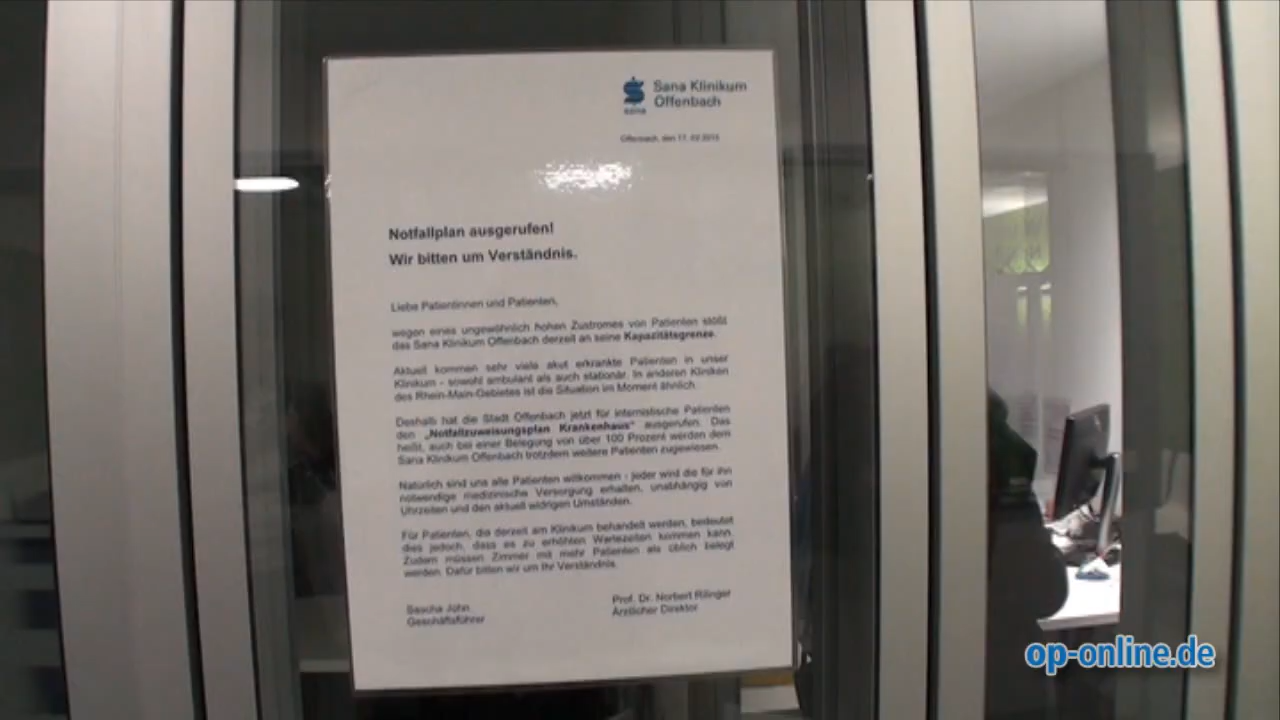 Sana Klinikum
Offenbach
sana
Offenbach, den 17.02.2015
Notfallplan ausgerufen!
Wir bitten um Verständnis.
Liebe Patientinnen und Patienten,
wegen eines ungewöhnlich hohen Zustromes von Patienten stößt
das Sana Klinikum Offenbach derzeit an seine Kapazitätsgrenze.
Aktuell kommen sehr viele akut erkrankte Patienten in unser
Klinikum - sowohl ambulant als auch stationär. In anderen Kliniken
des Rhein-Main-Gebietes ist die Situation im Moment ähnlich.
Deshalb hat die Stadt Offenbach jetzt für internistische Patienten
den „Notfallzuweisungsplan Krankenhaus“ ausgerufen. Das
heißt, auch bei einer Belegung von über 100 Prozent werden dem
Sana Klinikum Offenbach trotzdem weitere Patienten zugewiesen.
Natürlich sind uns alle Patienten willkommen - jeder wird die für ihn
notwendige medizinische Versorgung erhalten, unabhängig von
Uhrzeiten und den aktuell widrigen Umständen.
Für Patienten, die derzeit am Klinikum behandelt werden, bedeutet
dies jedoch, dass es zu erhöhten Wartezeiten kommen kann.
Zudem müssen Zimmer mit mehr Patienten als üblich belegt
werden. Dafür bitten wir um Ihr Verständnis.
Sascha John
Geschäftsführer
Prof. Dr. Norbert Rilinger
Ärztlicher Direktor
op-online.de